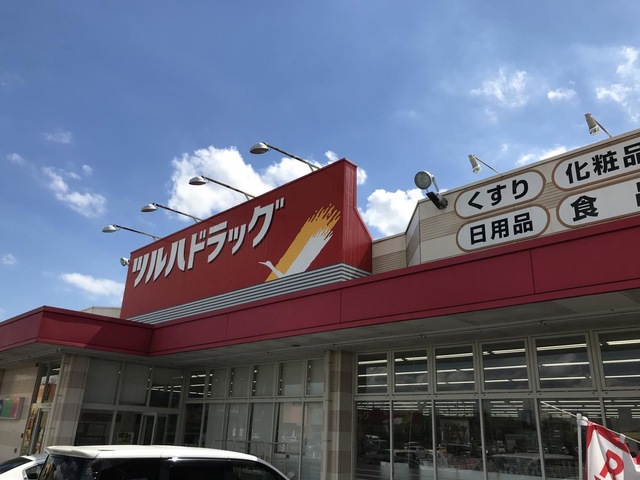 ツルハドラッグ
くすり
化粧品
日用品
食品
P